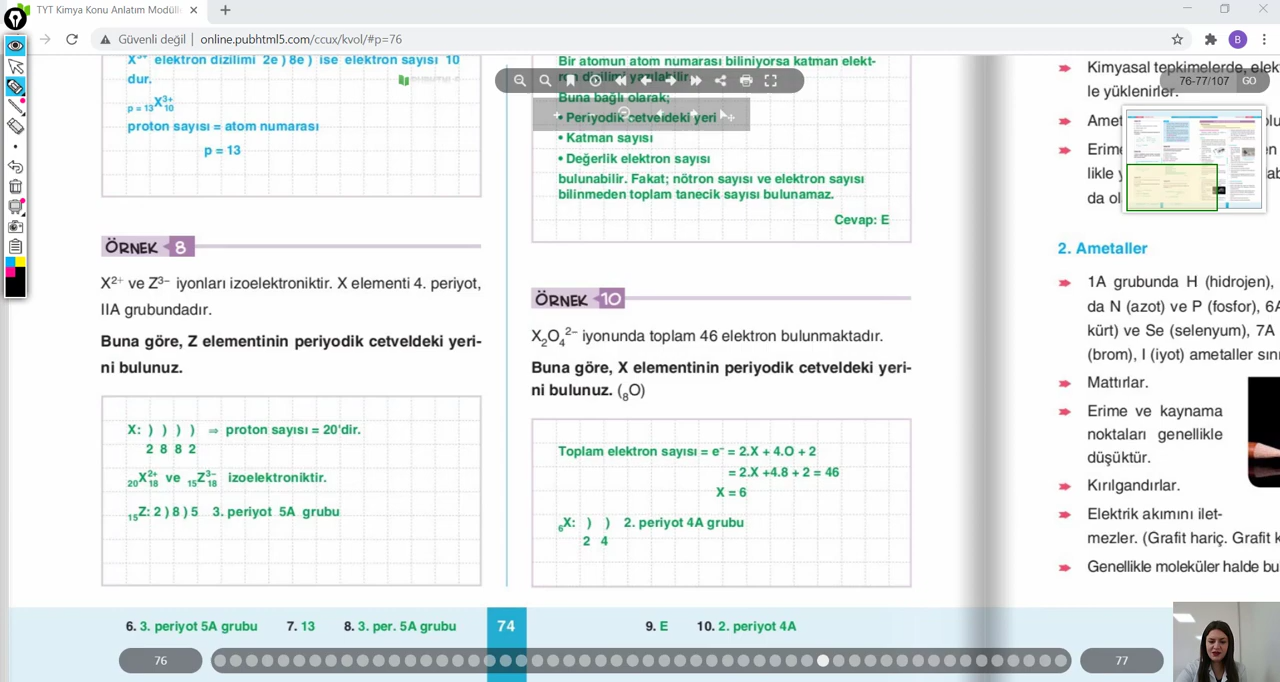 TYT Kimya Konu Anlatım Modülle
Güvenli değil | online.pubhtml5.com/ccux/kvol/#p=76
B
X³⁺ elektron dizilimi 2e ) 8e ) ise elektron sayısı 10
dur.
p = 13 X³⁺ 10
proton sayısı = atom numarası
p = 13
ÖRNEK 8
X²⁺ ve Z³⁻ iyonları izoelektroniktir. X elementi 4. periyot,
IIA grubundadır.
Buna göre, Z elementinin periyodik cetveldeki yeri-
ni bulunuz.
X: ) ) ) ) ⇒ proton sayısı = 20'dir.
2 8 8 2
₂₀X²⁺₁₈ ve ₁₅Z³⁻₁₈ izoelektroniktir.
₁₅Z: 2 ) 8 ) 5 3. periyot 5A grubu
Bir atomun atom numarası biliniyorsa katman elekt-
ron dizilimi yazılabilir.
Buna bağlı olarak;
• Periyodik cetveldeki yeri
• Katman sayısı
• Değerlik elektron sayısı
bulunabilir. Fakat; nötron sayısı ve elektron sayısı
bilinmeden toplam tanecik sayısı bulunamaz.
Cevap: E
ÖRNEK 10
X₂O₄²⁻ iyonunda toplam 46 elektron bulunmaktadır.
Buna göre, X elementinin periyodik cetveldeki yeri-
ni bulunuz. (₈O)
Toplam elektron sayısı = e⁻ = 2.X + 4.O + 2
= 2.X +4.8 + 2 = 46
X = 6
₆X: ) ) 2. periyot 4A grubu
2 4
6. 3. periyot 5A grubu 7. 13 8. 3. per. 5A grubu
74
9. E 10. 2. periyot 4A
Kimyasal tepkimelerde, elek
le yüklenirler.
76-77/107 GO
Amet
Erime
likle
da ol
2. Ametaller
1A grubunda H (hidrojen),
da N (azot) ve P (fosfor), 6A
kürt) ve Se (selenyum), 7A
(brom), I (iyot) ametaller sını
Mattırlar.
Erime ve kaynama
noktaları genellikle
düşüktür.
Kırılgandırlar.
Elektrik akımını ilet-
mezler. (Grafit hariç. Grafit k
Genellikle moleküler halde bu
76
77